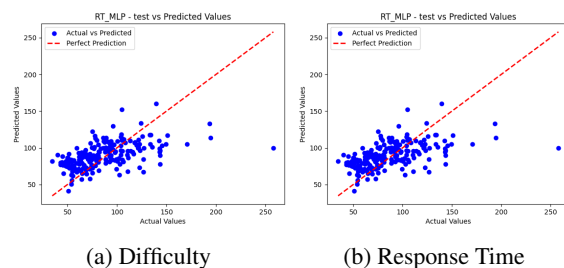 RT_MLP - test vs Predicted Values
Actual vs Predicted
Perfect Prediction
250
200
150
100
50
Predicted Values
50
100
150
200
250
Actual Values
(a) Difficulty
RT_MLP - test vs Predicted Values
Actual vs Predicted
Perfect Prediction
250
200
150
100
50
Predicted Values
50
100
150
200
250
Actual Values
(b) Response Time